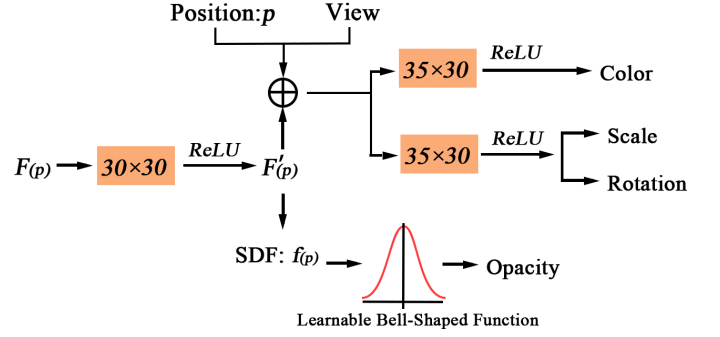 Position:p View
35×30 ReLU Color
F(p) 30×30 ReLU F'(p) 35×30 ReLU Scale
Rotation
SDF: f(p) Opacity
Learnable Bell-Shaped Function